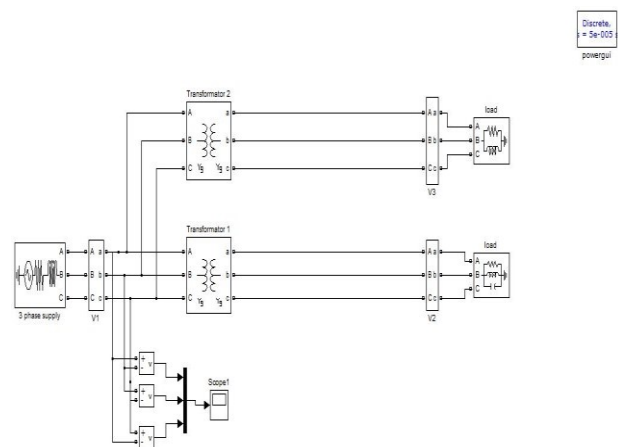 Discrete,
= 5e-005
powergui
Transformator 2
A a
B b
C c
Yg Yg
A a
B b
C c
V3
load
A
B
C
Transformator 1
A a
B b
C c
Yg Yg
A
B
C
3 phase supply
A a
B b
C c
V1
A a
B b
C c
V2
load
A
B
C
+
- v
+
- v
+
- v
Scope1